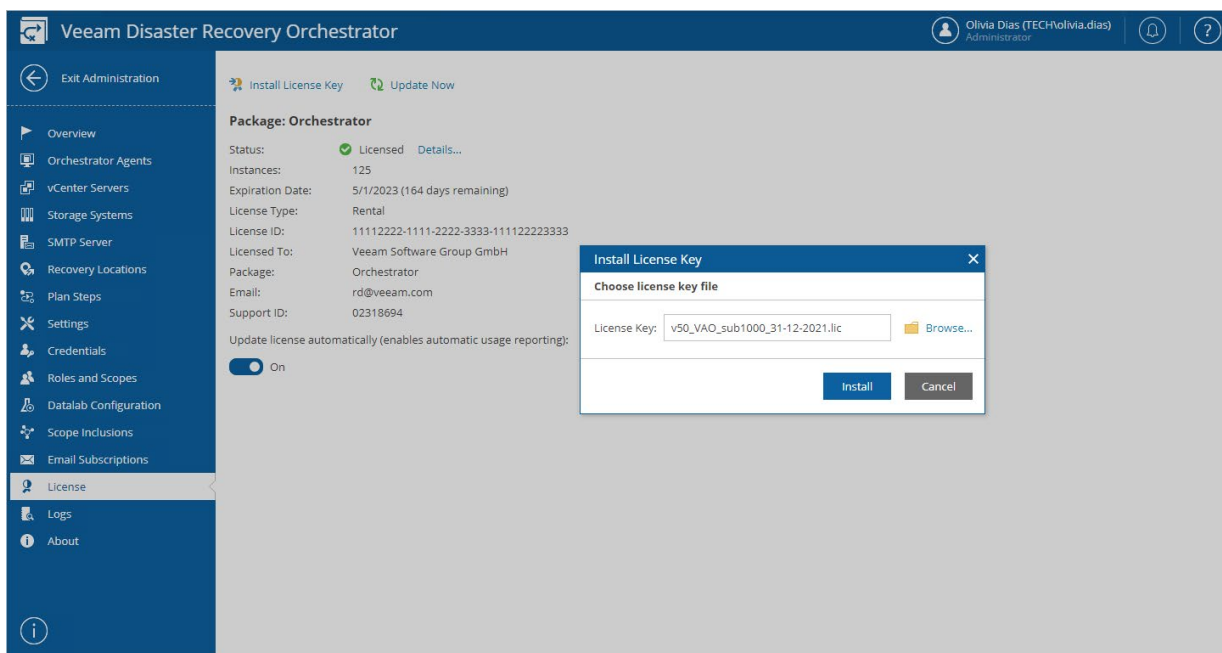 Veeam Disaster Recovery Orchestrator
Olivia Dias (TECH\olivia.dias)
Administrator
?
Exit Administration
Overview
Orchestrator Agents
vCenter Servers
Storage Systems
SMTP Server
Recovery Locations
Plan Steps
Settings
Credentials
Roles and Scopes
Datalab Configuration
Scope Inclusions
Email Subscriptions
License
Logs
About
Install License Key Update Now
Package: Orchestrator
Status: Licensed Details...
Instances: 125
Expiration Date: 5/1/2023 (164 days remaining)
License Type: Rental
License ID: 11112222-1111-2222-3333-111122223333
Licensed To: Veeam Software Group GmbH
Package: Orchestrator
Email: rd@veeam.com
Support ID: 02318694
Update license automatically (enables automatic usage reporting):
On
Install License Key
Choose license key file
License Key: v50_VAO_sub1000_31-12-2021.lic Browse...
Install Cancel